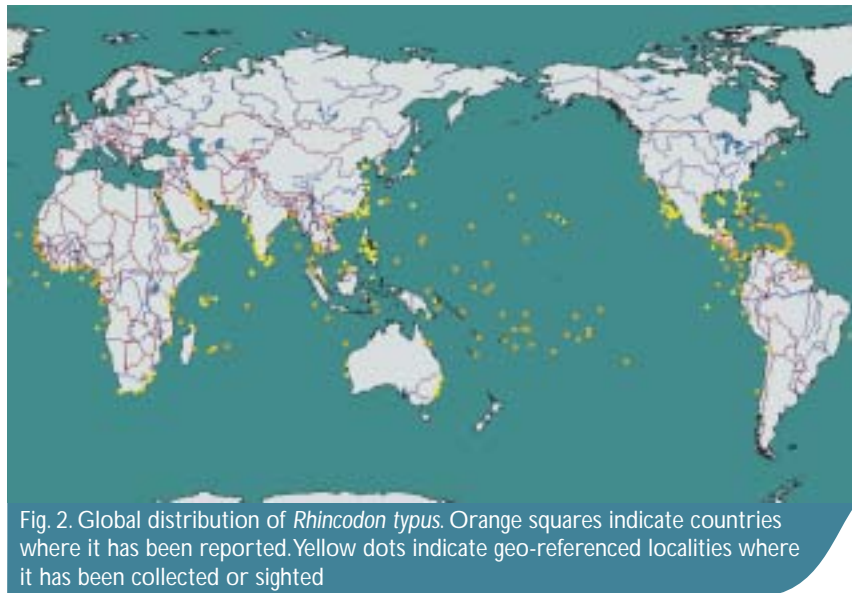 Fig. 2. Global distribution of Rhincodon typus. Orange squares indicate countries
where it has been reported. Yellow dots indicate geo-referenced localities where
it has been collected or sighted